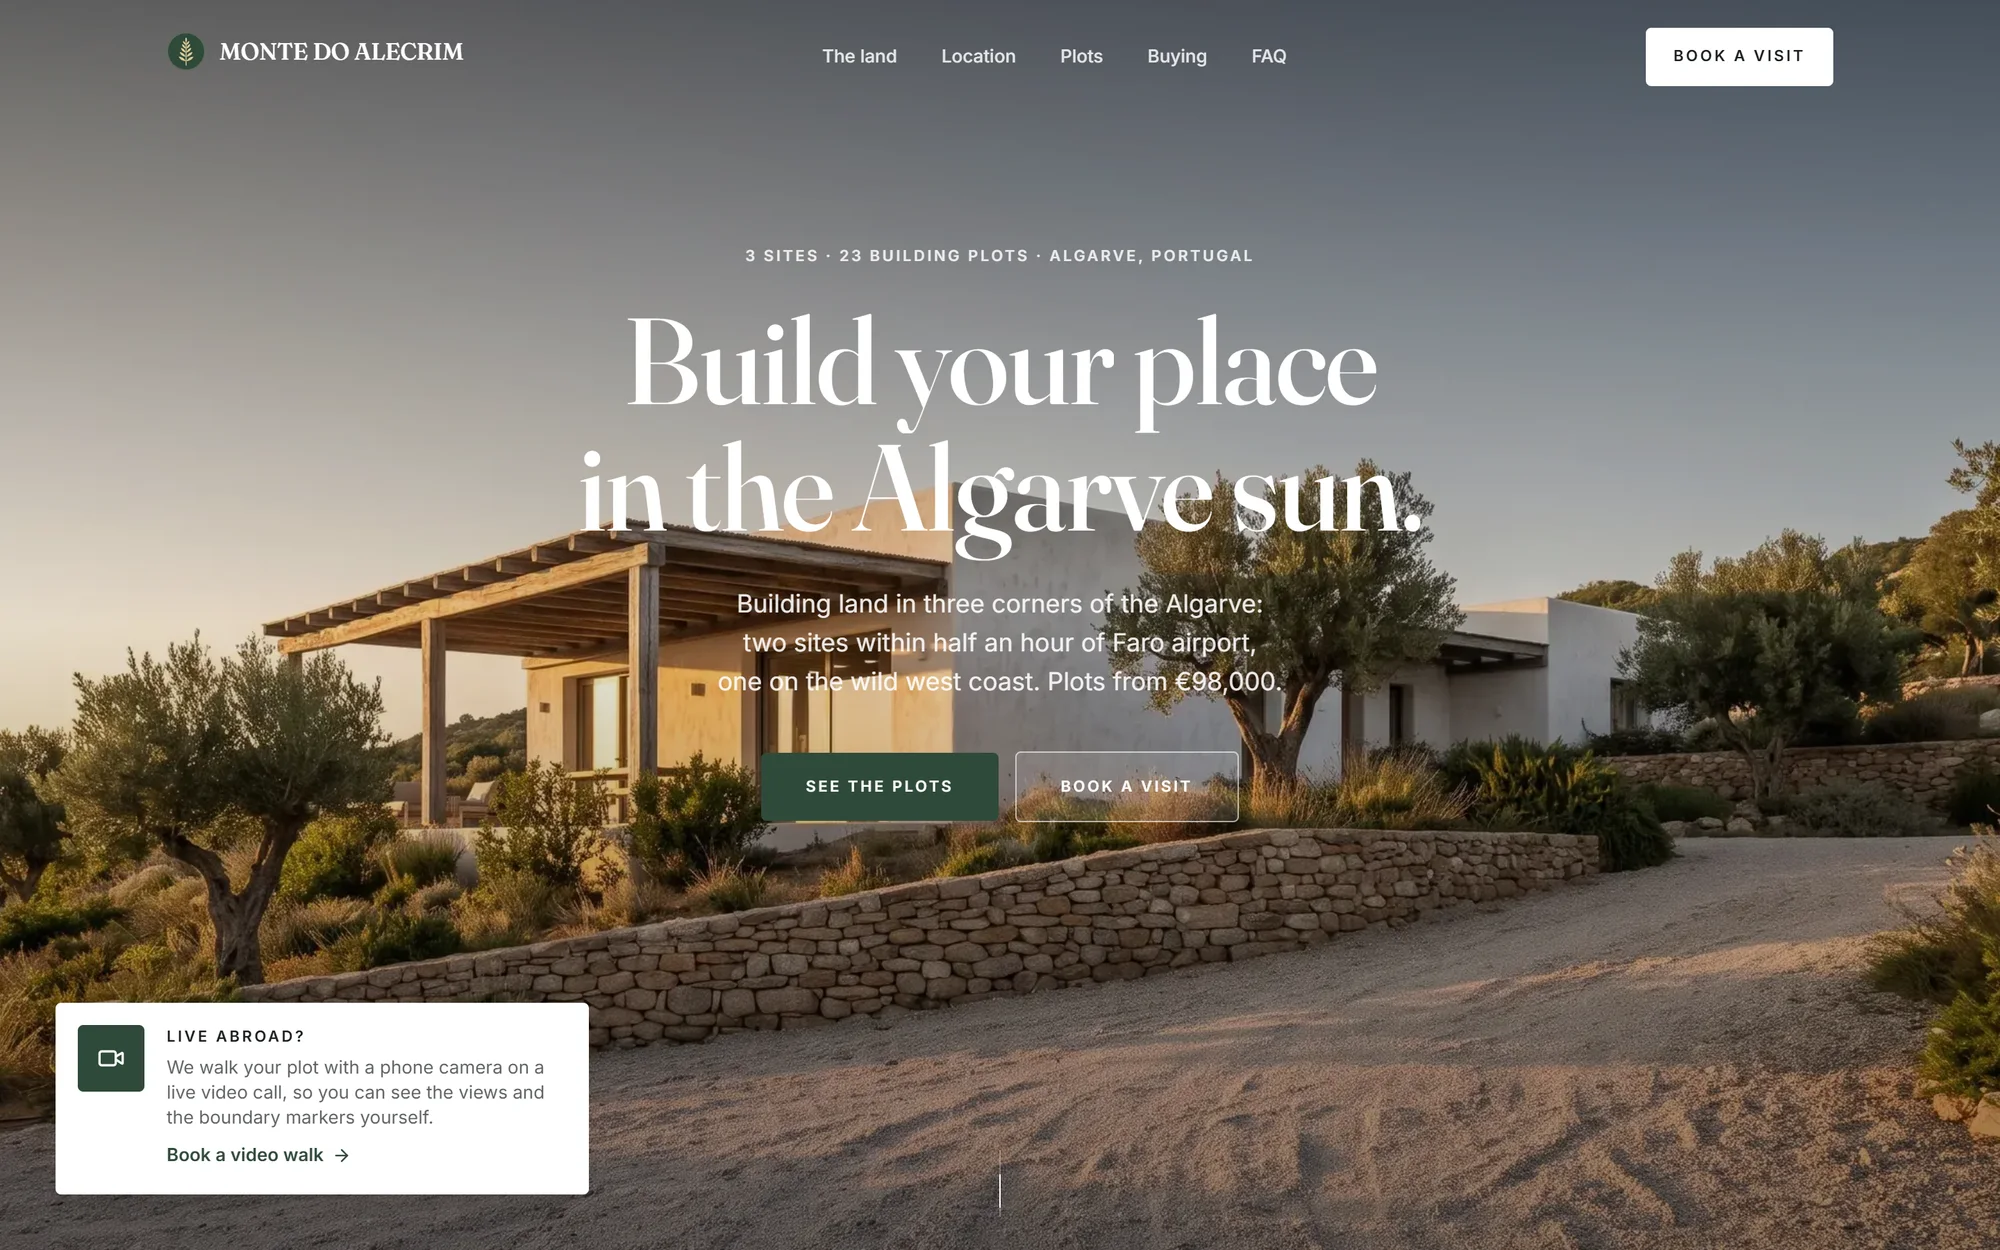 MONTE DO ALECRIM
The land
Location
Plots
Buying
FAQ
BOOK A VISIT
3 SITES · 23 BUILDING PLOTS · ALGARVE, PORTUGAL
Build your place
in the Algarve sun.
Building land in three corners of the Algarve:
two sites within half an hour of Faro airport,
one on the wild west coast. Plots from €98,000.
SEE THE PLOTS
BOOK A VISIT
LIVE ABROAD?
We walk your plot with a phone camera on a
live video call, so you can see the views and
the boundary markers yourself.
Book a video walk →